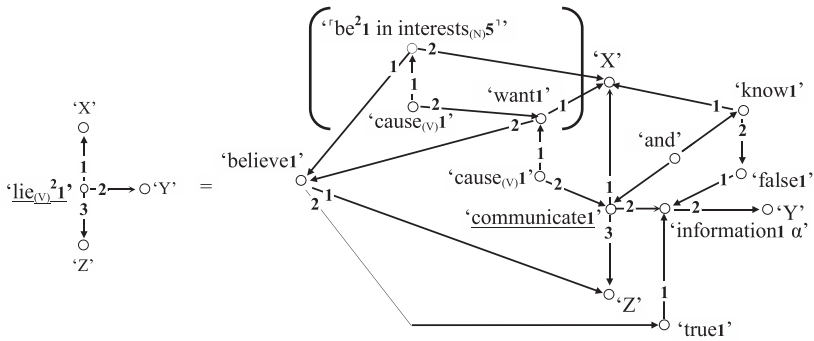 ‘⌜be²1 in interests(N)5⌝’
2
1
‘X’
1
‘want1’
1
‘know1’
2
1
‘X’
‘cause(V)1’
2
2
‘and’
‘believe1’
1
1
‘false1’
1
‘cause(V)1’
‘lie(V)²1’ 2 ‘Y’ =
2
1
2
1
2
3
‘communicate1’ 2
2
‘Y’
3
‘information1 α’
‘Z’
‘Z’
1
‘true1’